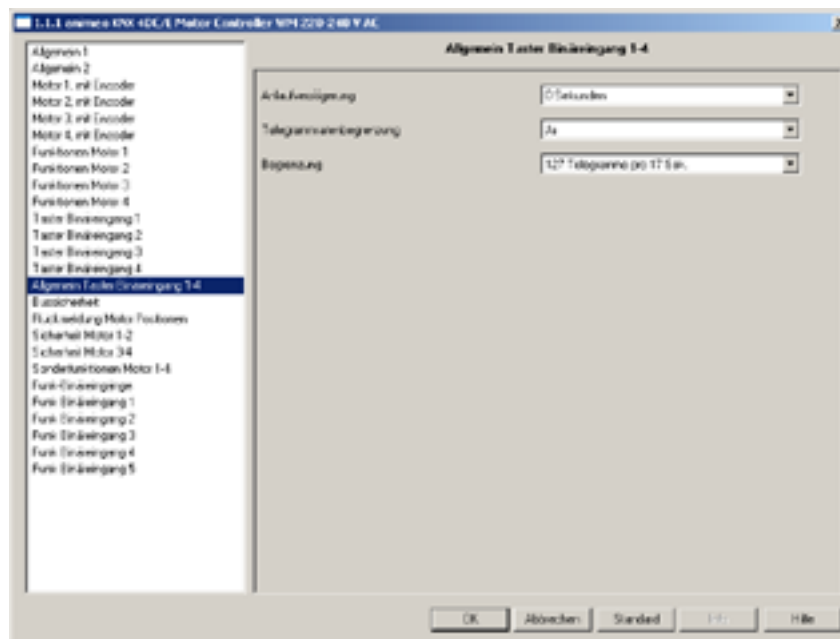 1.1.1 animeo KNX 4DC/E Motor Controller WM 220-240 V AC
Allgemein 1
Allgemein 2
Motor 1, mit Encoder
Motor 2, mit Encoder
Motor 3, mit Encoder
Motor 4, mit Encoder
Funktionen Motor 1
Funktionen Motor 2
Funktionen Motor 3
Funktionen Motor 4
Taster Binäreingang 1
Taster Binäreingang 2
Taster Binäreingang 3
Taster Binäreingang 4
Allgemein Taster Binäreingang 1-4
Bussicherheit
Rückmeldung Motor Positionen
Sicherheit Motor 1-2
Sicherheit Motor 3-4
Sonderfunktionen Motor 1-4
Funk-Binäreingänge
Funk Binäreingang 1
Funk Binäreingang 2
Funk Binäreingang 3
Funk Binäreingang 4
Funk Binäreingang 5
Allgemein Taster Binäreingang 1-4
Anlaufverzögerung
0 Sekunden
Telegrammratenbegrenzung
Ja
Begrenzung
127 Telegramme pro 17 Sek.
OK
Abbrechen
Standard
Info
Hilfe